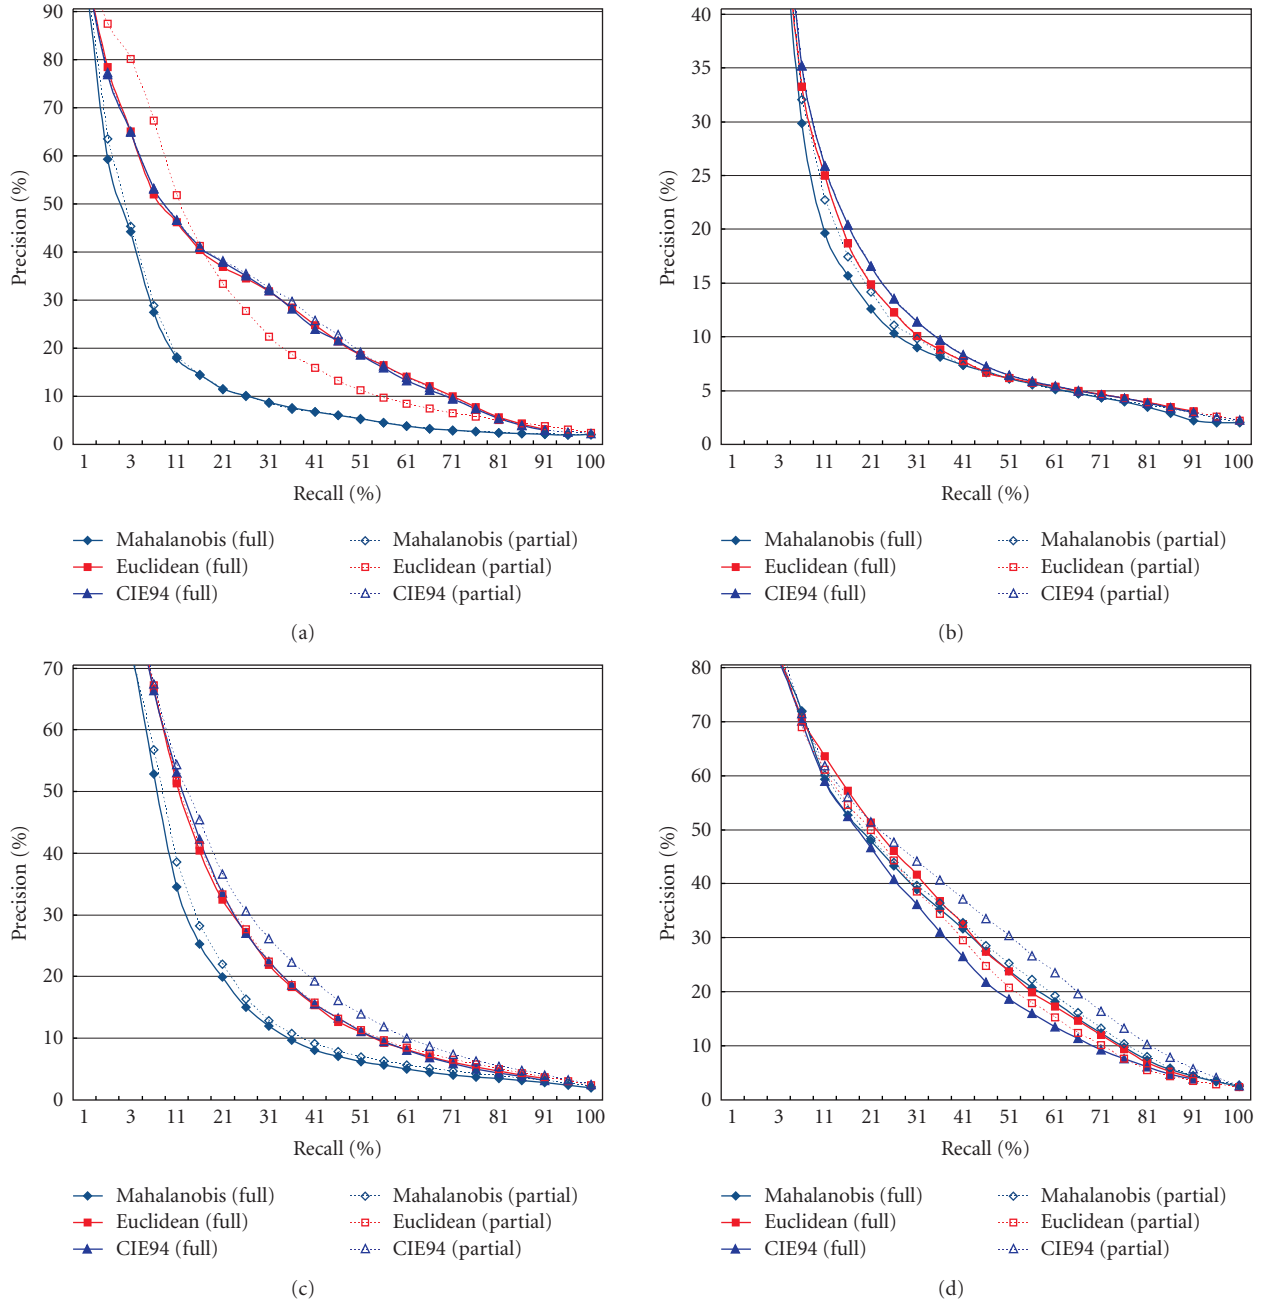 90
80
70
60
50
40
30
20
10
0
Precision (%)
1 3 11 21 31 41 51 61 71 81 91 100
Recall (%)
Mahalanobis (full)
Euclidean (full)
CIE94 (full)
Mahalanobis (partial)
Euclidean (partial)
CIE94 (partial)
(a)
40
35
30
25
20
15
10
5
0
Precision (%)
1 3 11 21 31 41 51 61 71 81 91 100
Recall (%)
Mahalanobis (full)
Euclidean (full)
CIE94 (full)
Mahalanobis (partial)
Euclidean (partial)
CIE94 (partial)
(b)
70
60
50
40
30
20
10
0
Precision (%)
1 3 11 21 31 41 51 61 71 81 91 100
Recall (%)
Mahalanobis (full)
Euclidean (full)
CIE94 (full)
Mahalanobis (partial)
Euclidean (partial)
CIE94 (partial)
(c)
80
70
60
50
40
30
20
10
0
Precision (%)
1 3 11 21 31 41 51 61 71 81 91 100
Recall (%)
Mahalanobis (full)
Euclidean (full)
CIE94 (full)
Mahalanobis (partial)
Euclidean (partial)
CIE94 (partial)
(d)